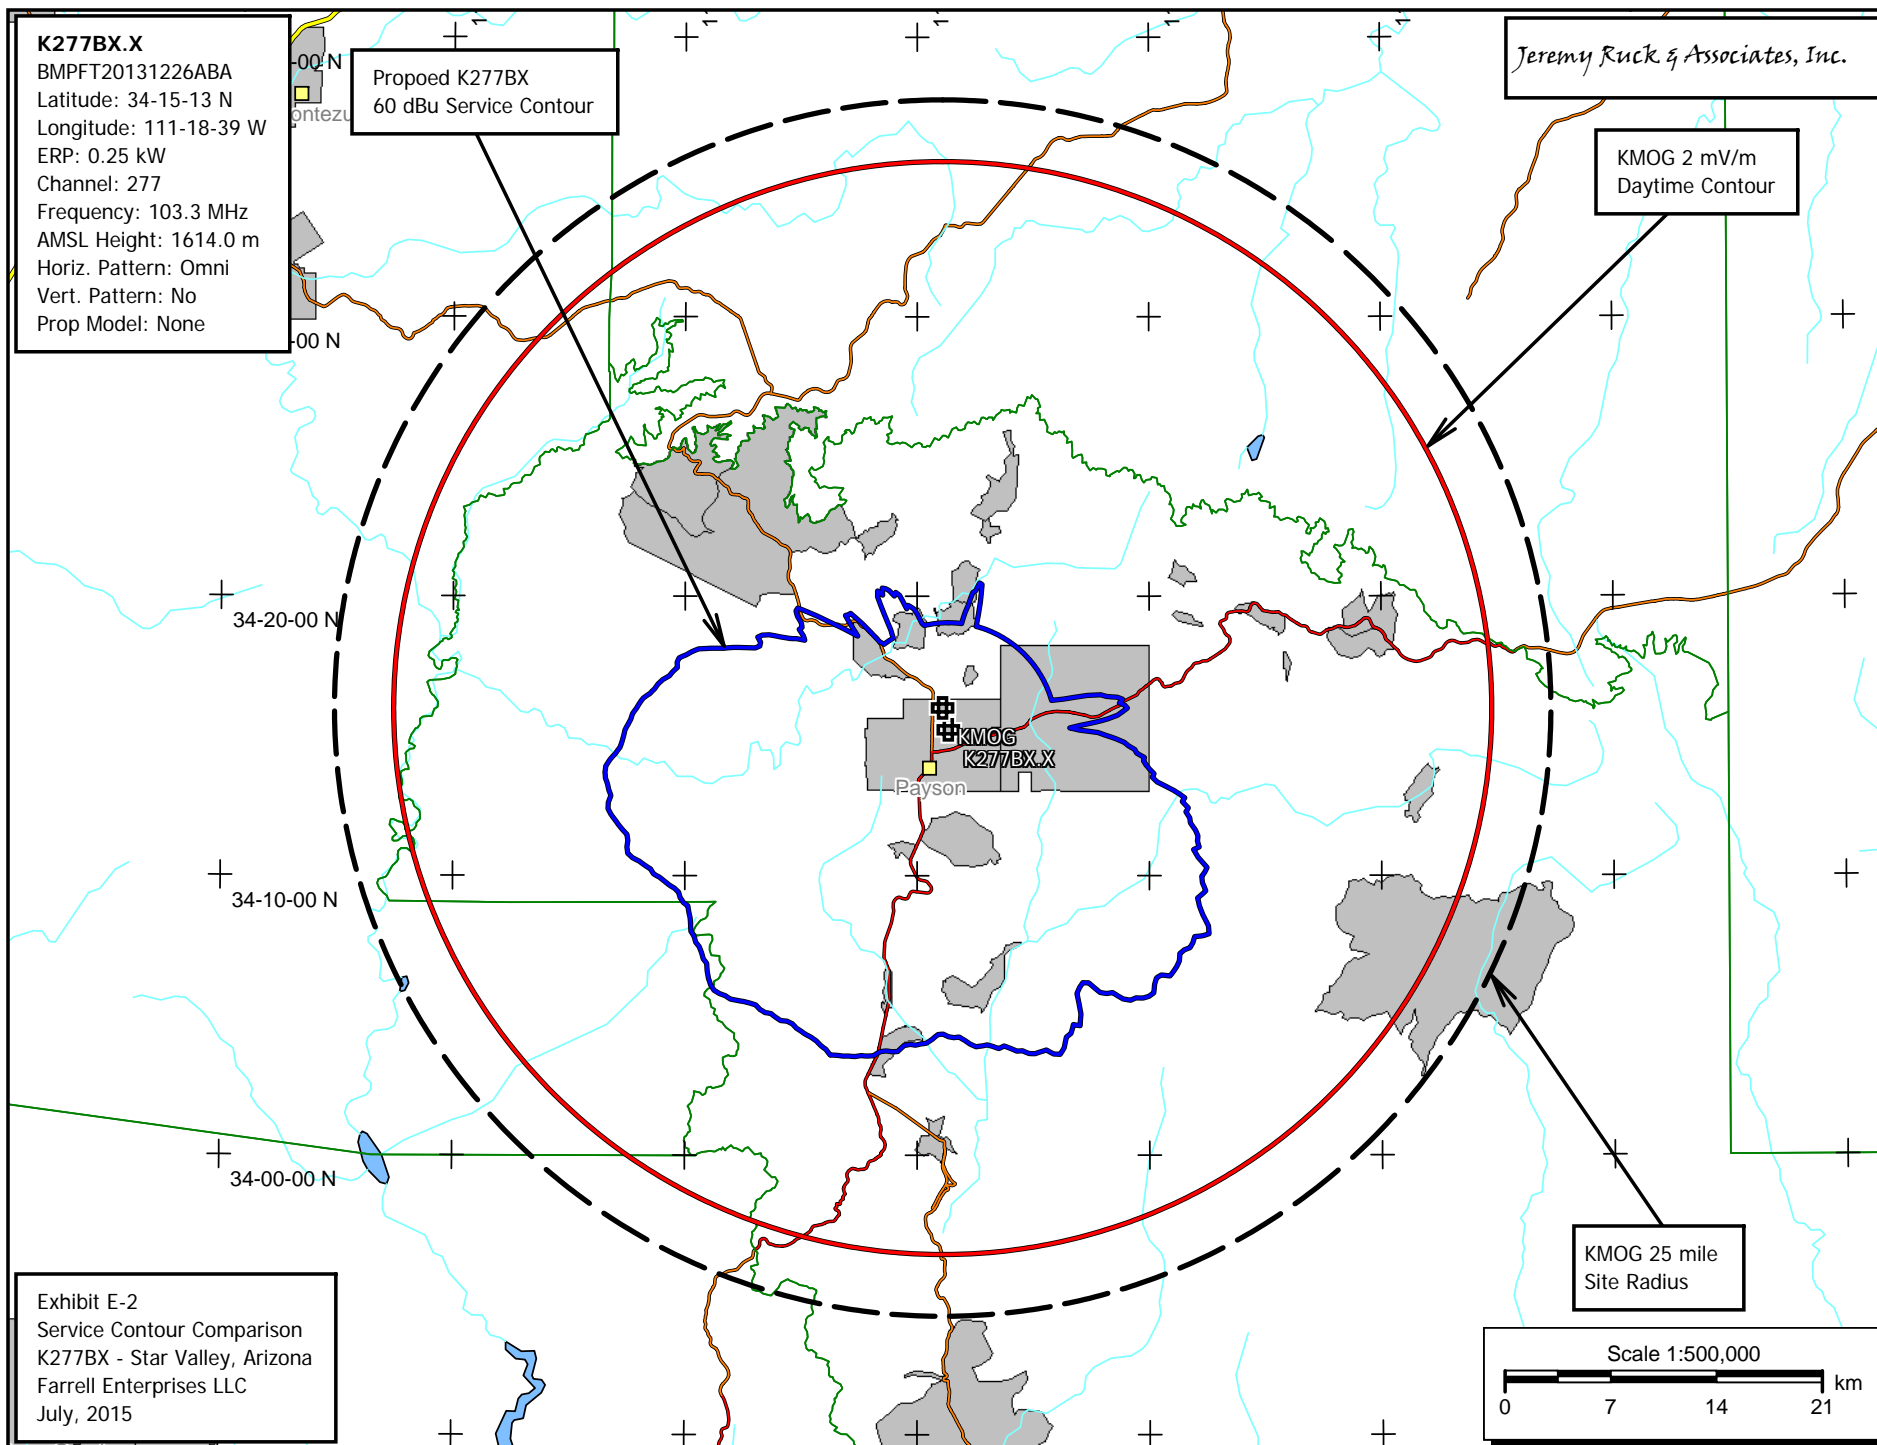 K277BX.X
BMPFT20131226ABA
Latitude: 34-15-13 N
Longitude: 111-18-39 W
ERP: 0.25 kW
Channel: 277
Frequency: 103.3 MHz
AMSL Height: 1614.0 m
Horiz. Pattern: Omni
Vert. Pattern: No
Prop Model: None
-00 N
ontezu
Propoed K277BX
60 dBu Service Contour
Jeremy Ruck & Associates, Inc.
KMOG 2 mV/m
Daytime Contour
-00 N
34-20-00 N
KMOG
K277BX.X
Payson
34-10-00 N
34-00-00 N
KMOG 25 mile
Site Radius
Exhibit E-2
Service Contour Comparison
K277BX - Star Valley, Arizona
Farrell Enterprises LLC
July, 2015
Scale 1:500,000
km
0 7 14 21